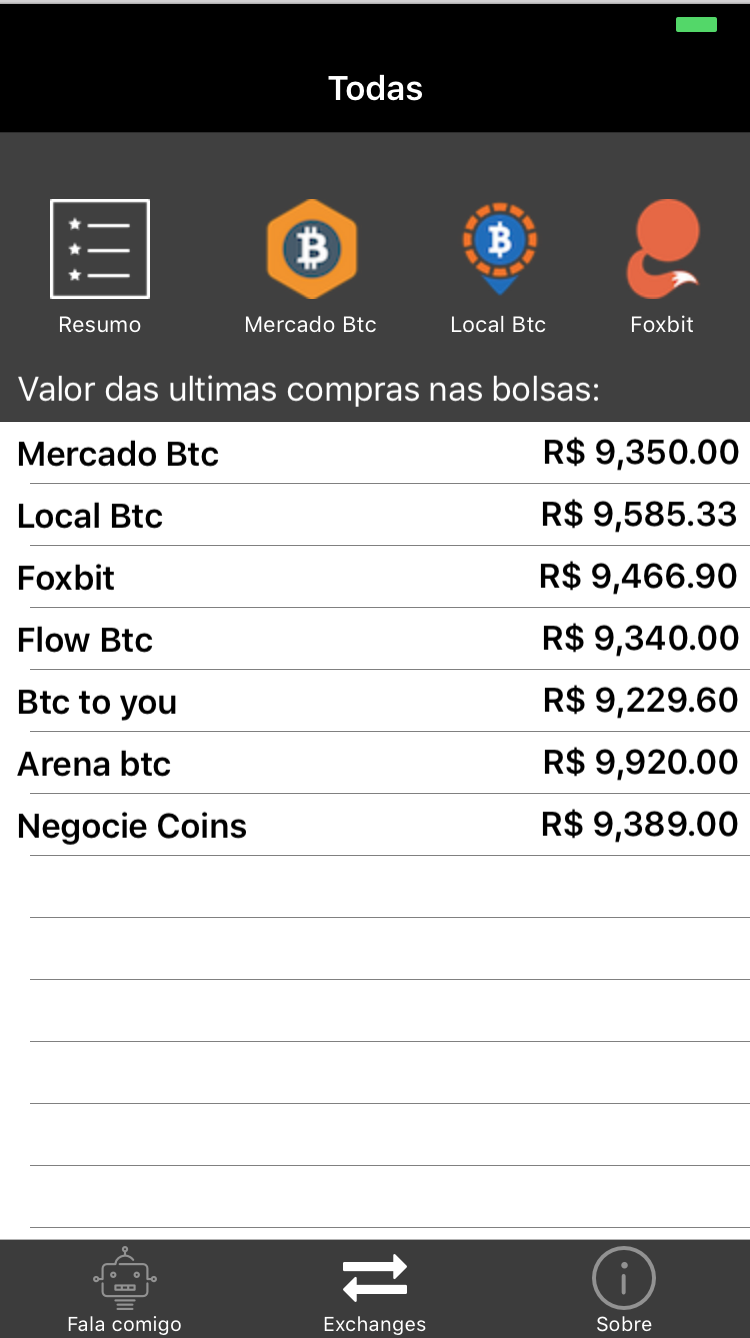 Todas
Resumo
Mercado Btc
Local Btc
Foxbit
Valor das ultimas compras nas bolsas:
Mercado Btc R$ 9,350.00
Local Btc R$ 9,585.33
Foxbit R$ 9,466.90
Flow Btc R$ 9,340.00
Btc to you R$ 9,229.60
Arena btc R$ 9,920.00
Negocie Coins R$ 9,389.00
Fala comigo
Exchanges
Sobre